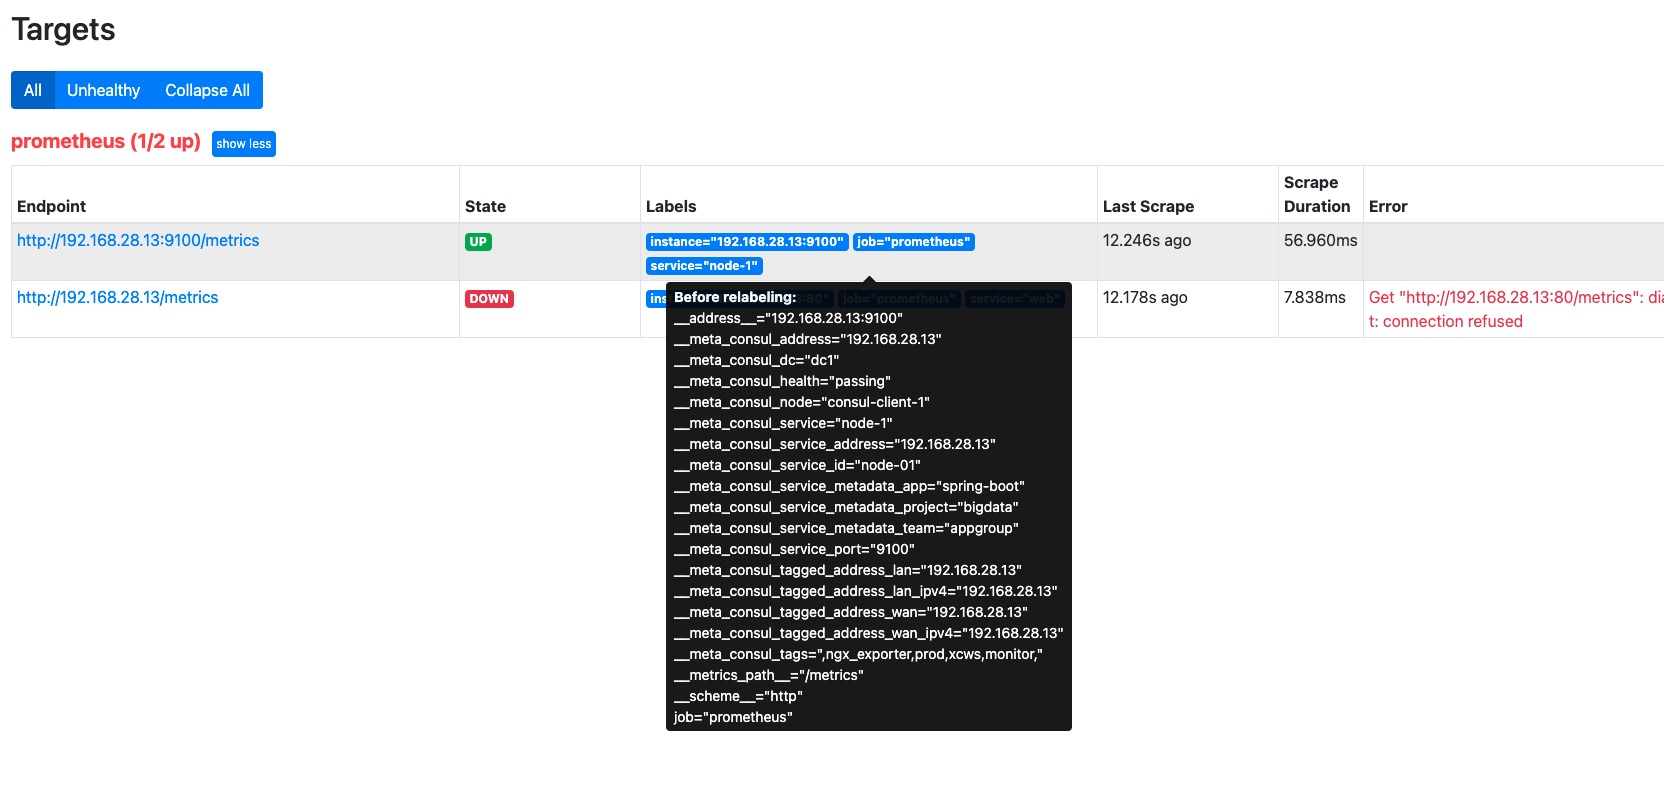 Targets
All Unhealthy Collapse All
prometheus (1/2 up) show less
Endpoint State Labels Last Scrape Scrape Duration Error
http://192.168.28.13:9100/metrics UP instance="192.168.28.13:9100" job="prometheus" 12.246s ago 56.960ms
service="node-1"
http://192.168.28.13/metrics DOWN job="prometheus" service="web" 12.178s ago 7.838ms Get "http://192.168.28.13:80/metrics":
t: connection refused
Before relabeling:
__address__="192.168.28.13:9100"
__meta_consul_address="192.168.28.13"
__meta_consul_dc="dc1"
__meta_consul_health="passing"
__meta_consul_node="consul-client-1"
__meta_consul_service="node-1"
__meta_consul_service_address="192.168.28.13"
__meta_consul_service_id="node-01"
__meta_consul_service_metadata_app="spring-boot"
__meta_consul_service_metadata_project="bigdata"
__meta_consul_service_metadata_team="appgroup"
__meta_consul_service_port="9100"
__meta_consul_tagged_address_lan="192.168.28.13"
__meta_consul_tagged_address_lan_ipv4="192.168.28.13"
__meta_consul_tagged_address_wan="192.168.28.13"
__meta_consul_tagged_address_wan_ipv4="192.168.28.13"
__meta_consul_tags=",ngx_exporter,prod,xcws,monitor,"
__metrics_path__="/metrics"
__scheme__="http"
job="prometheus"